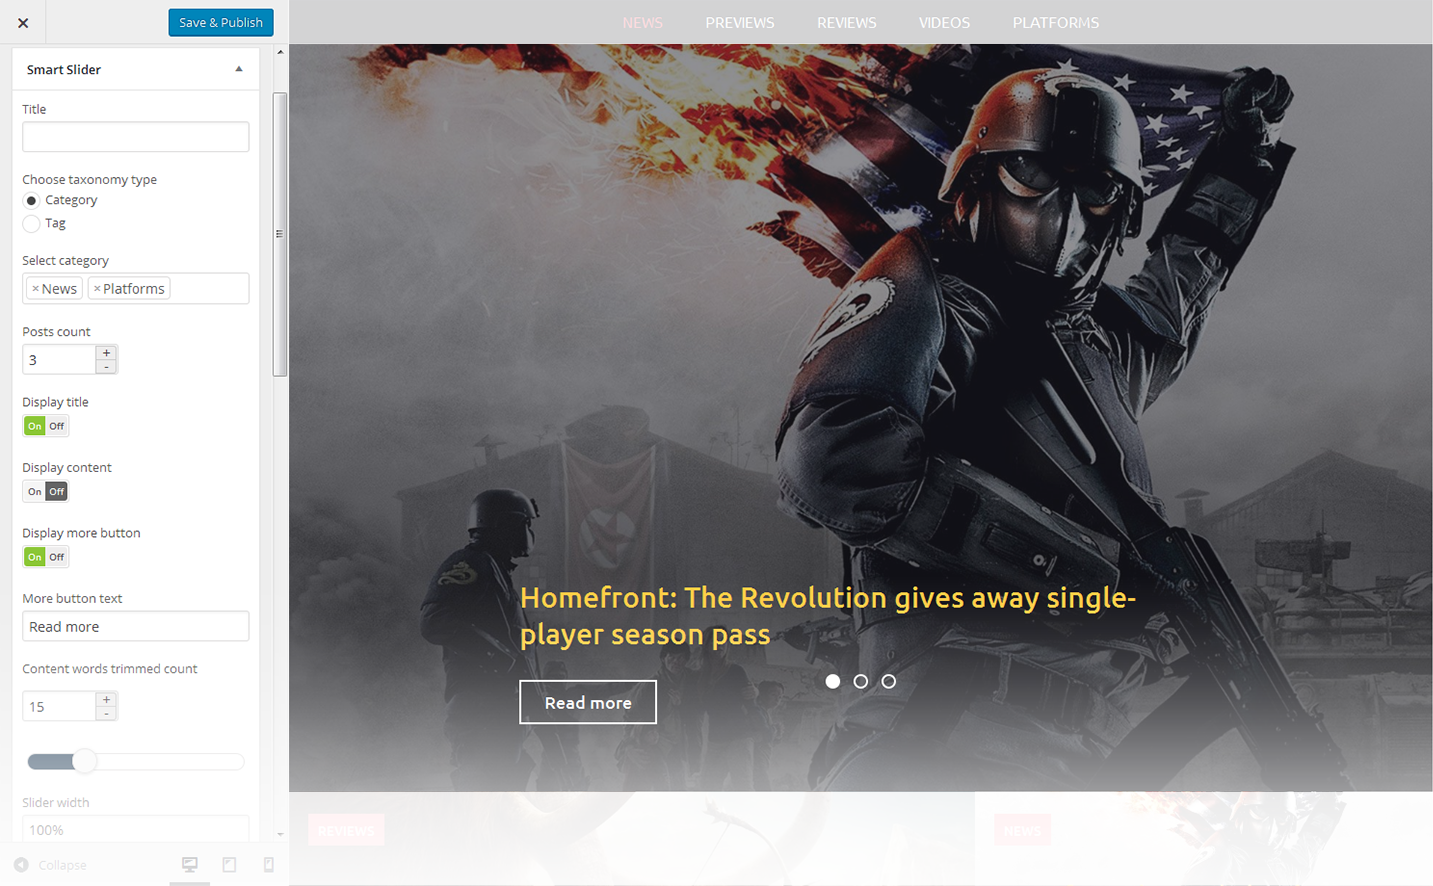 Save & Publish
Smart Slider
Title
Choose taxonomy type
Category
Tag
Select category
× News × Platforms
Posts count
3 + -
Display title
On Off
Display content
On Off
Display more button
On Off
More button text
Read more
Content words trimmed count
15 + -
Slider width
100%
Collapse
NEWS PREVIEWS REVIEWS VIDEOS PLATFORMS
Homefront: The Revolution gives away single-
player season pass
Read more
REVIEWS
NEWS